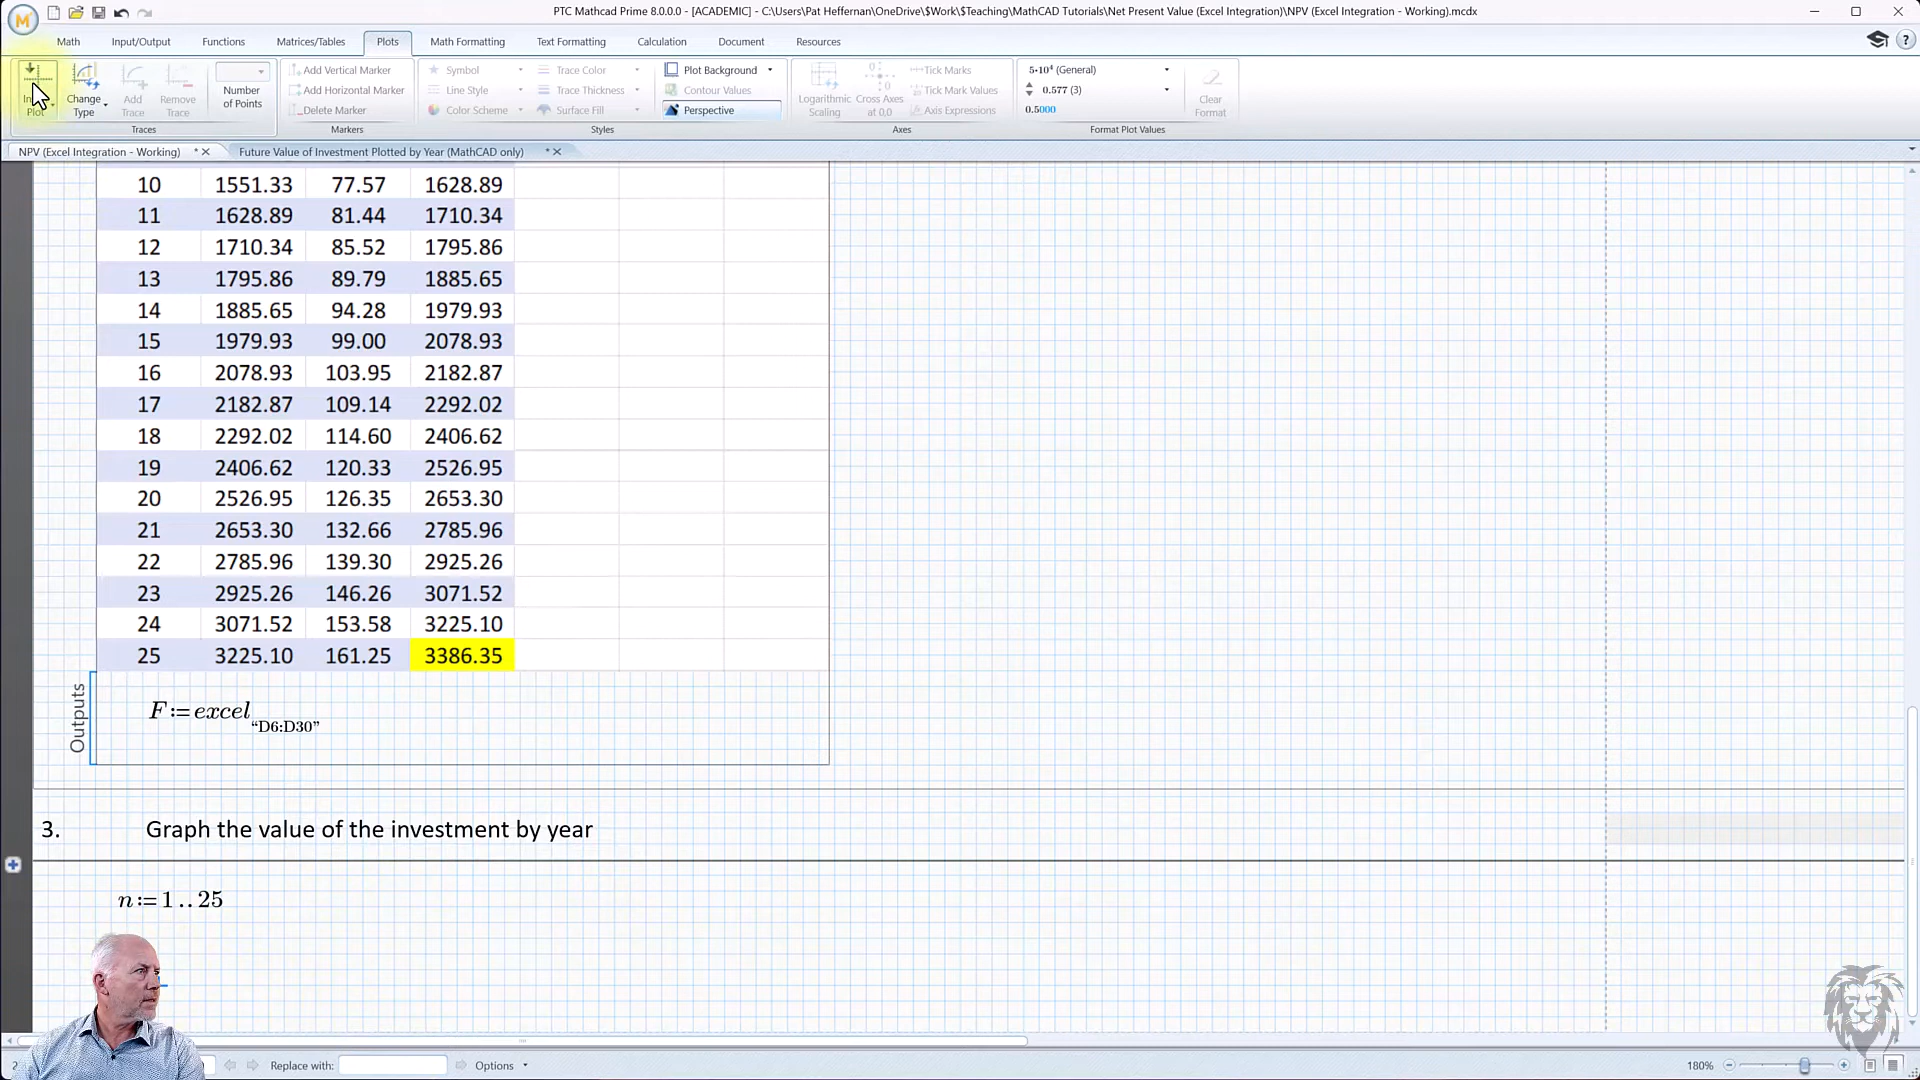 PTC Mathcad Prime 8.0.0.0 - [ACADEMIC] - C:\Users\Pat Heffernan\OneDrive\$Work\$Teaching\MathCAD Tutorials\Net Present Value (Excel Integration)\NPV (Excel Integration - Working).mcdx
Math Input/Output Functions Matrices/Tables Plots Math Formatting Text Formatting Calculation Document Resources
Plot
Change Type
Add Trace
Remove Trace
Number of Points
Traces
Add Vertical Marker
Add Horizontal Marker
Delete Marker
Markers
Symbol Trace Color Plot Background
Line Style Trace Thickness Contour Values
Color Scheme Surface Fill Perspective
Styles
Logarithmic Scaling
Cross Axes at 0,0
Tick Marks
Tick Mark Values
Axis Expressions
Axes
5•10⁴ (General)
0.577 (3)
0.5000
Clear Format
Format Plot Values
NPV (Excel Integration - Working) * ×
Future Value of Investment Plotted by Year (MathCAD only) * ×
10 1551.33 77.57 1628.89
11 1628.89 81.44 1710.34
12 1710.34 85.52 1795.86
13 1795.86 89.79 1885.65
14 1885.65 94.28 1979.93
15 1979.93 99.00 2078.93
16 2078.93 103.95 2182.87
17 2182.87 109.14 2292.02
18 2292.02 114.60 2406.62
19 2406.62 120.33 2526.95
20 2526.95 126.35 2653.30
21 2653.30 132.66 2785.96
22 2785.96 139.30 2925.26
23 2925.26 146.26 3071.52
24 3071.52 153.58 3225.10
25 3225.10 161.25 3386.35
Outputs
F:=excel“D6:D30”
3. Graph the value of the investment by year
n:=1..25
Replace with: Options 180%